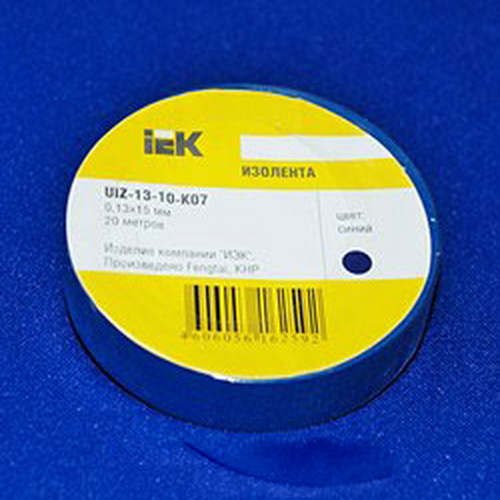 iEK
ИЗОЛЕНТА
UIZ-13-10-K07
0,13x15 мм
20 метров
цвет:
синий
Изделие компании "ИЭК".
Произведено Fengtai, КНР
4606056162592